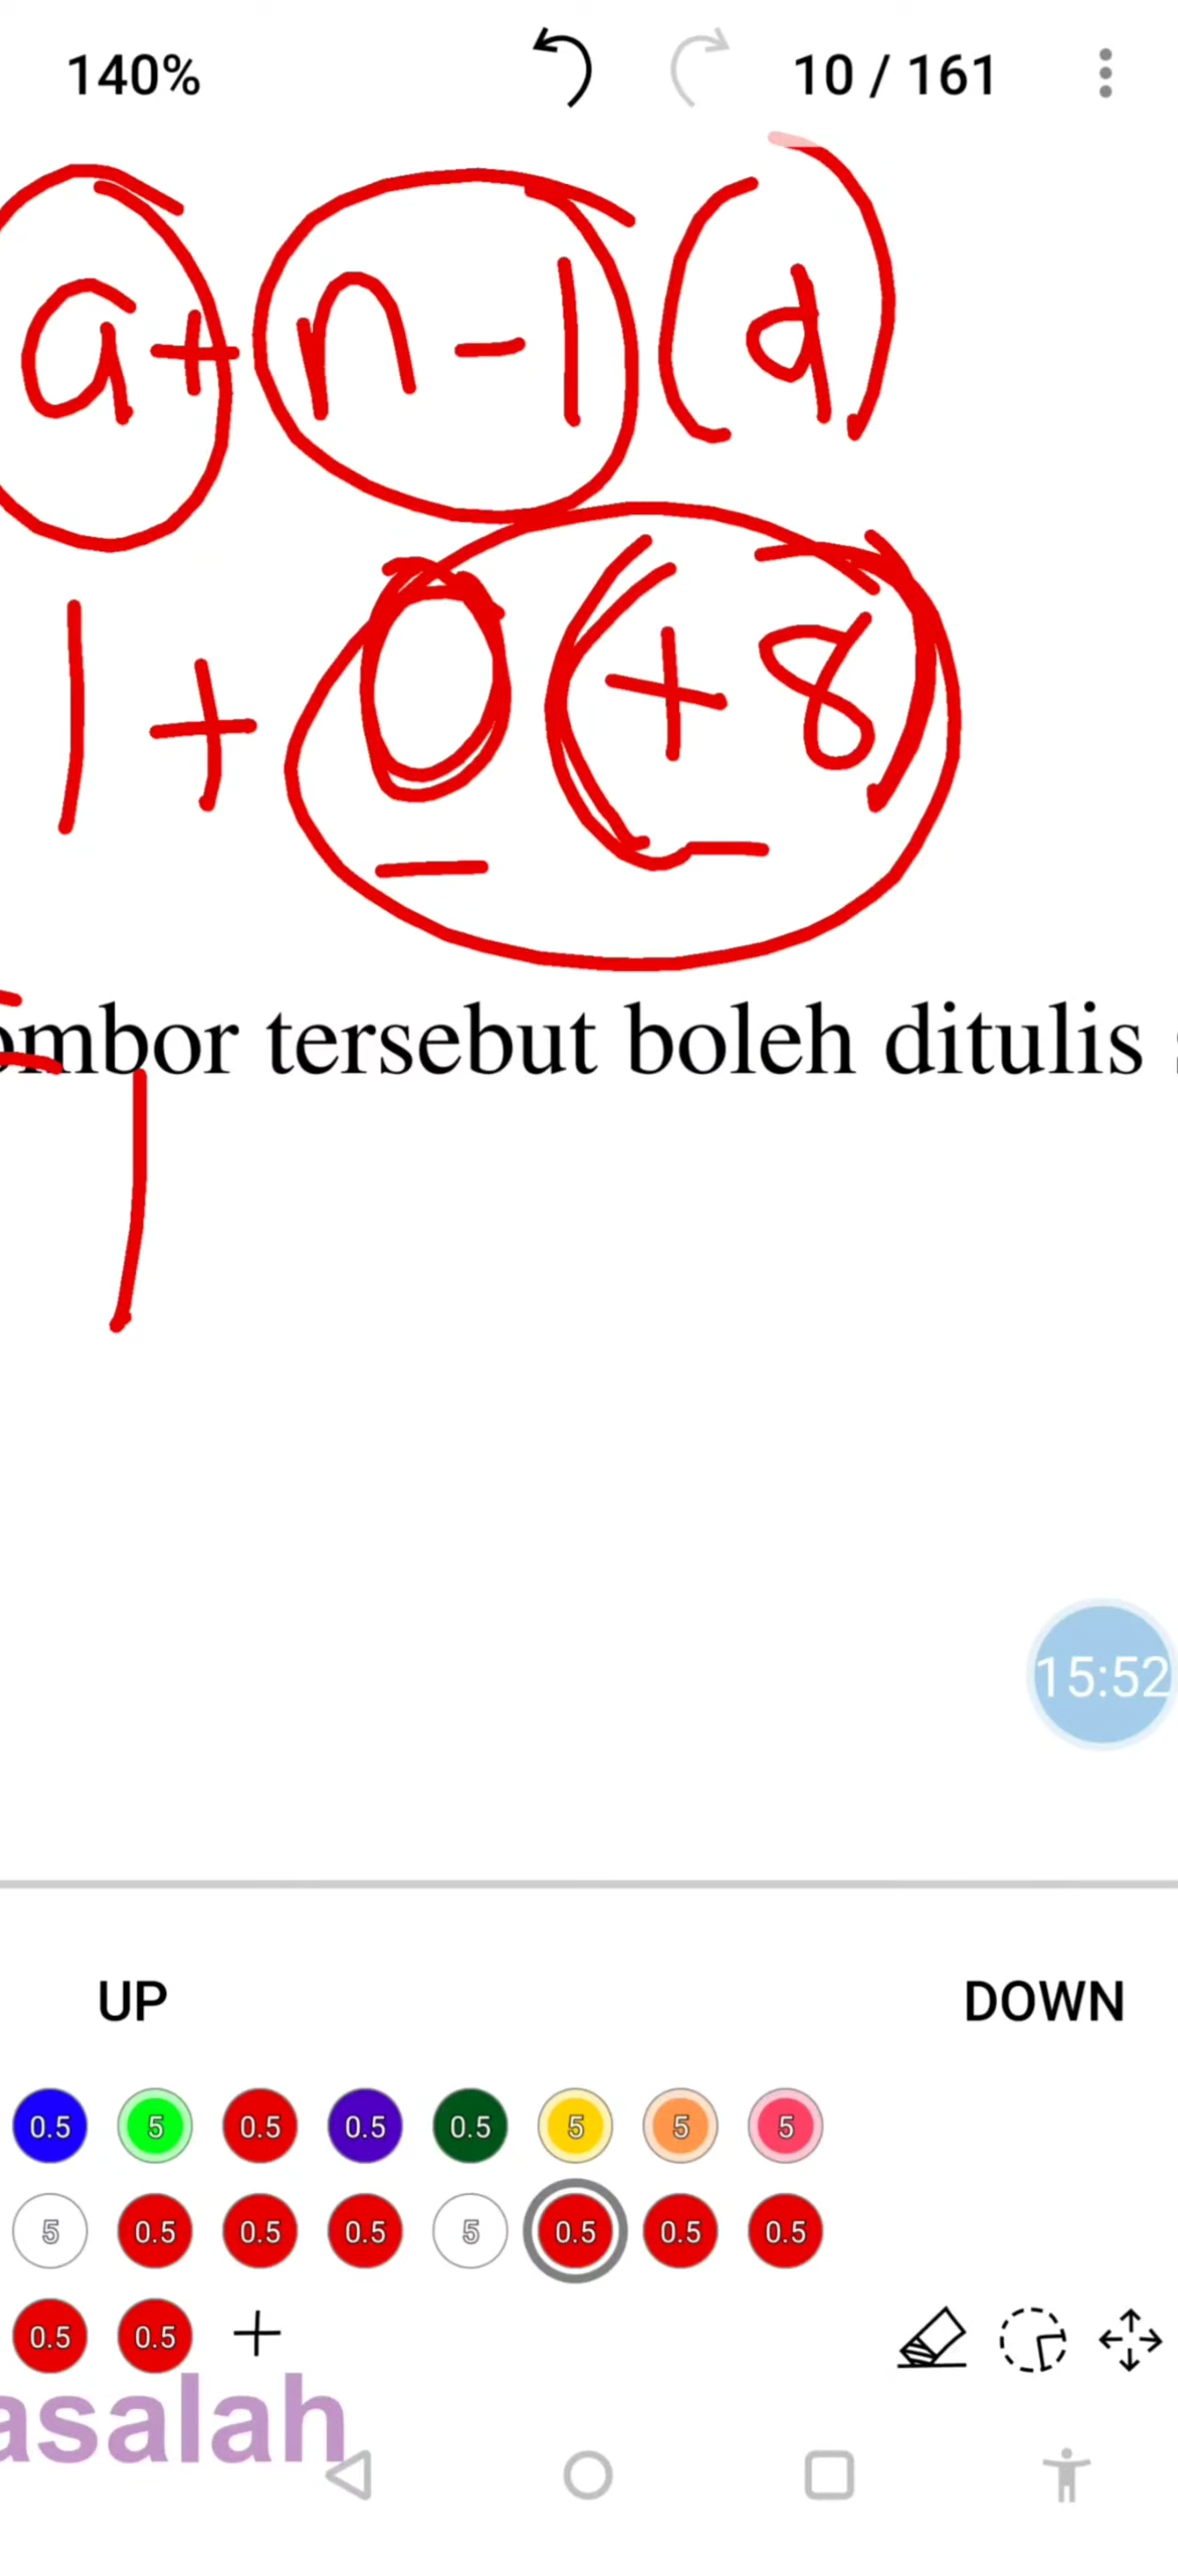 140% 10 / 161
a + n - 1 (d)
1 + 0 (+8)
ombor tersebut boleh ditulis
1
15:52
UP DOWN
0.5 5 0.5 0.5 0.5 5 5 5
5 0.5 0.5 0.5 5 0.5 0.5 0.5
0.5 0.5 +
asalah